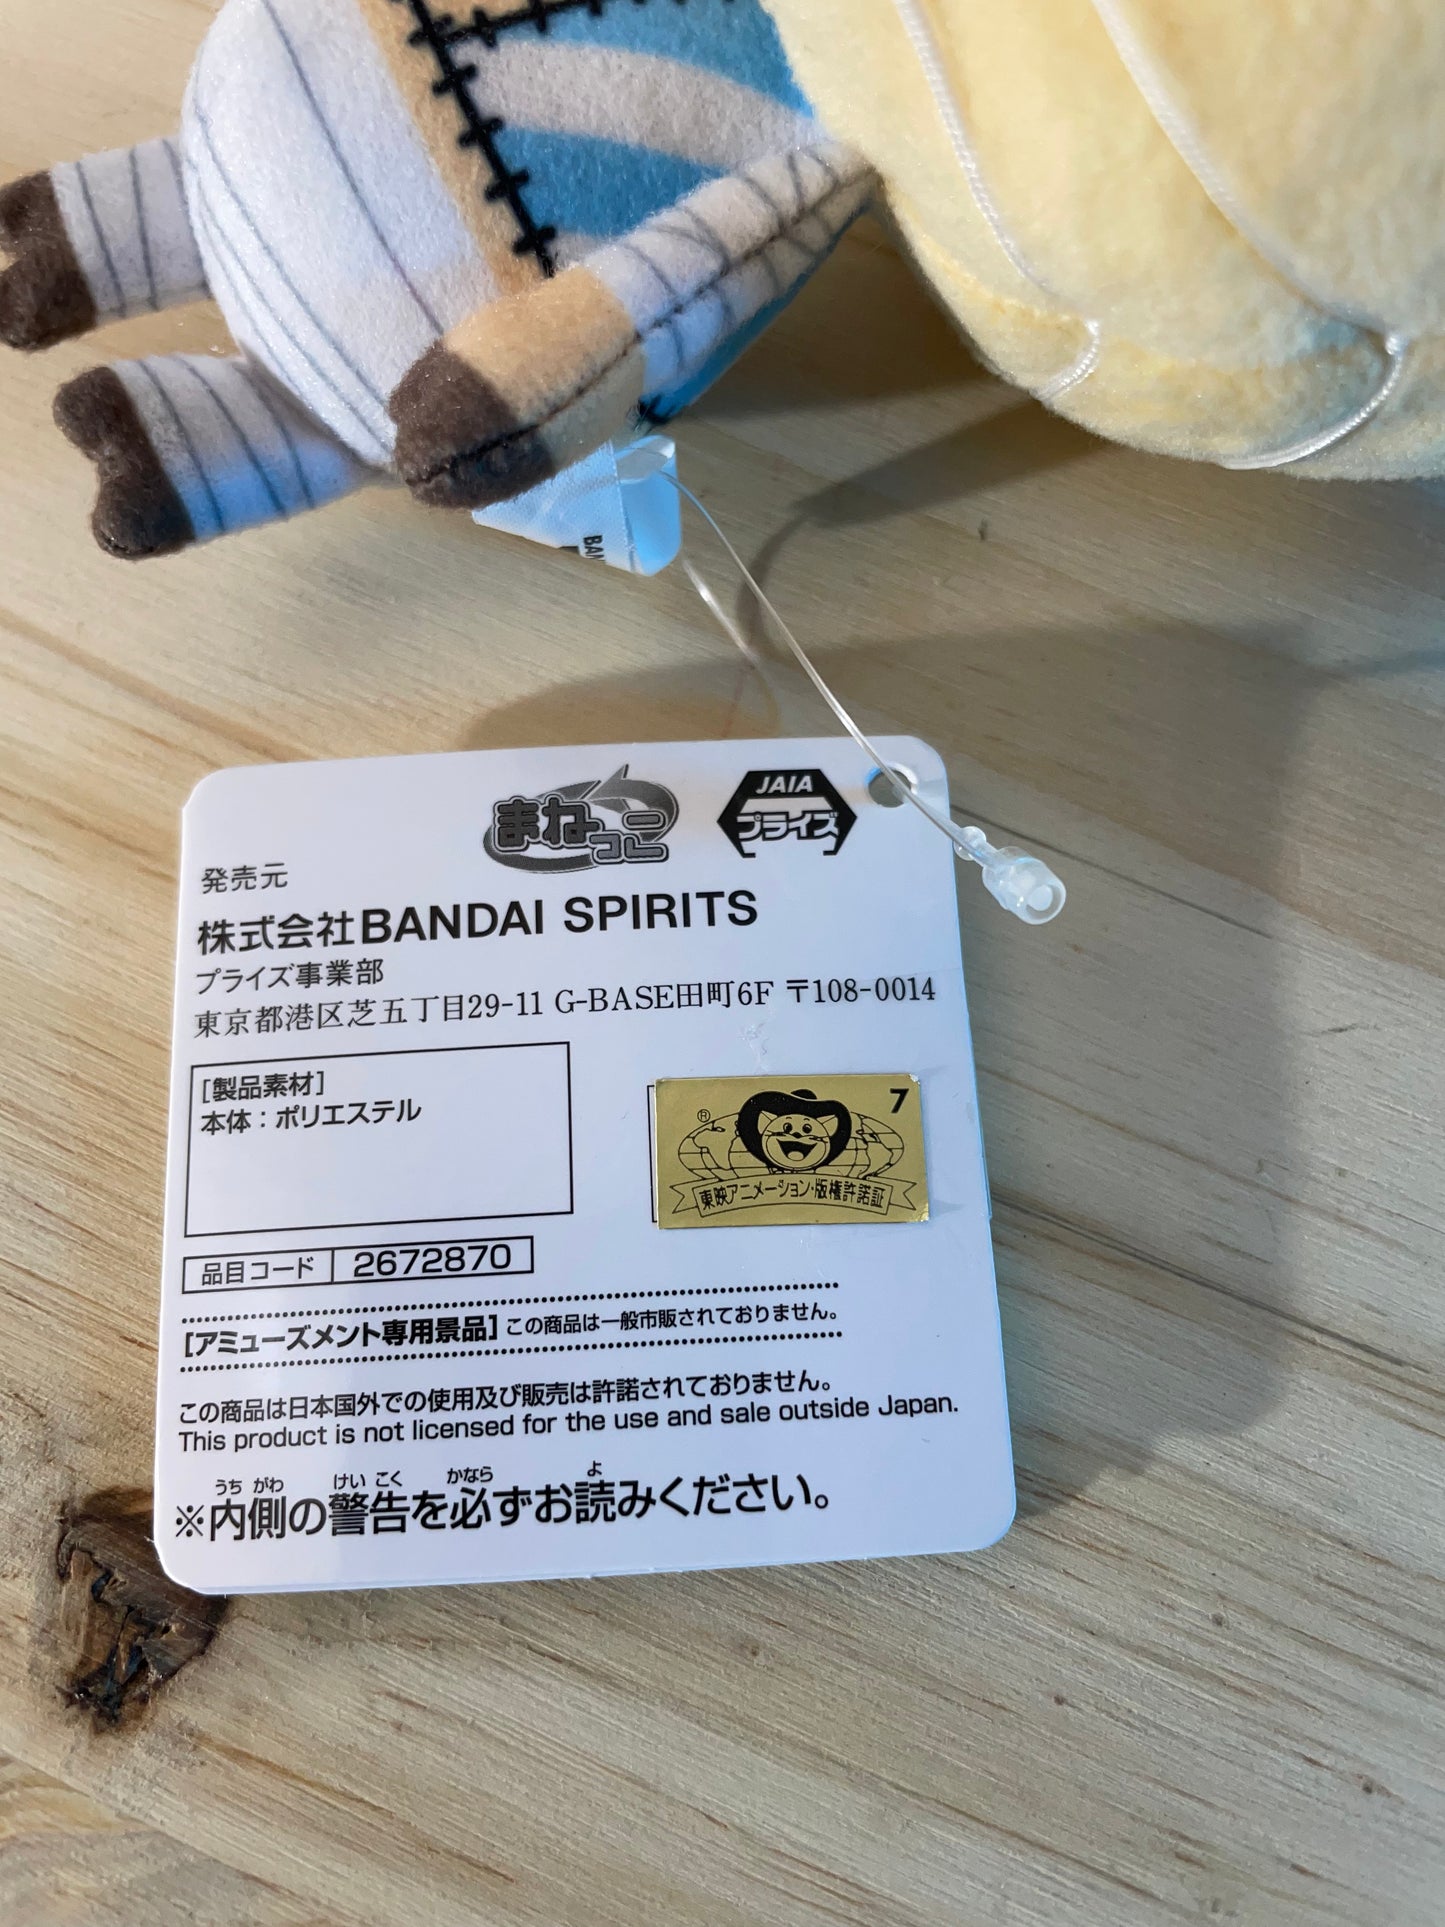 BAN
まねっこ
JAIA
プライズ
発売元
株式会社BANDAI SPIRITS
プライズ事業部
東京都港区芝五丁目29-11 G-BASE田町6F 〒108-0014
[製品素材]
本体：ポリエステル
7
®
東映アニメーション・版権許諾証
品目コード 2672870
[アミューズメント専用景品] この商品は一般市販されておりません。
この商品は日本国外での使用及び販売は許諾されておりません。
This product is not licensed for the use and sale outside Japan.
うち がわ けい こく かなら よ
※内側の警告を必ずお読みください。